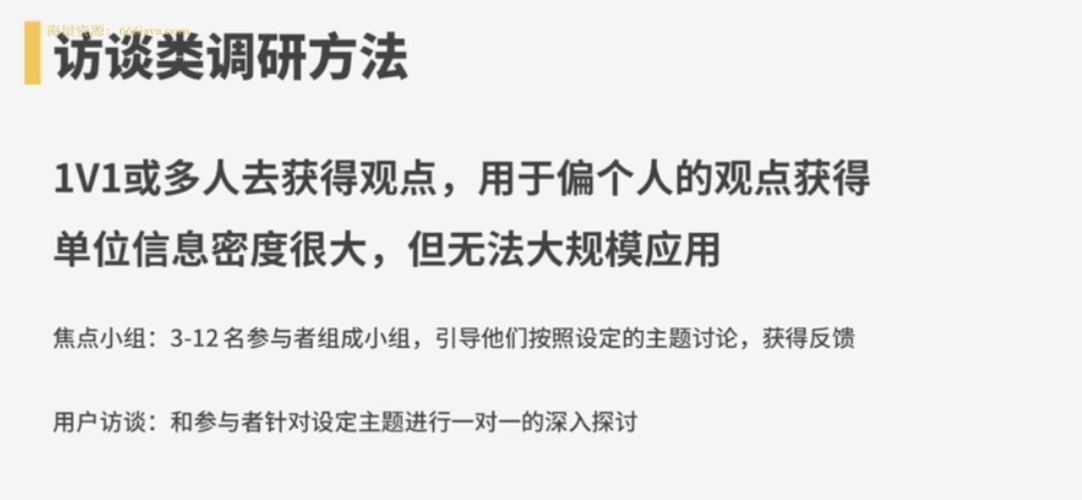 海量资源：666java.com
访谈类调研方法
1V1或多人去获得观点，用于偏个人的观点获得
单位信息密度很大，但无法大规模应用
焦点小组：3-12 名参与者组成小组，引导他们按照设定的主题讨论，获得反馈
用户访谈：和参与者针对设定主题进行一对一的深入探讨